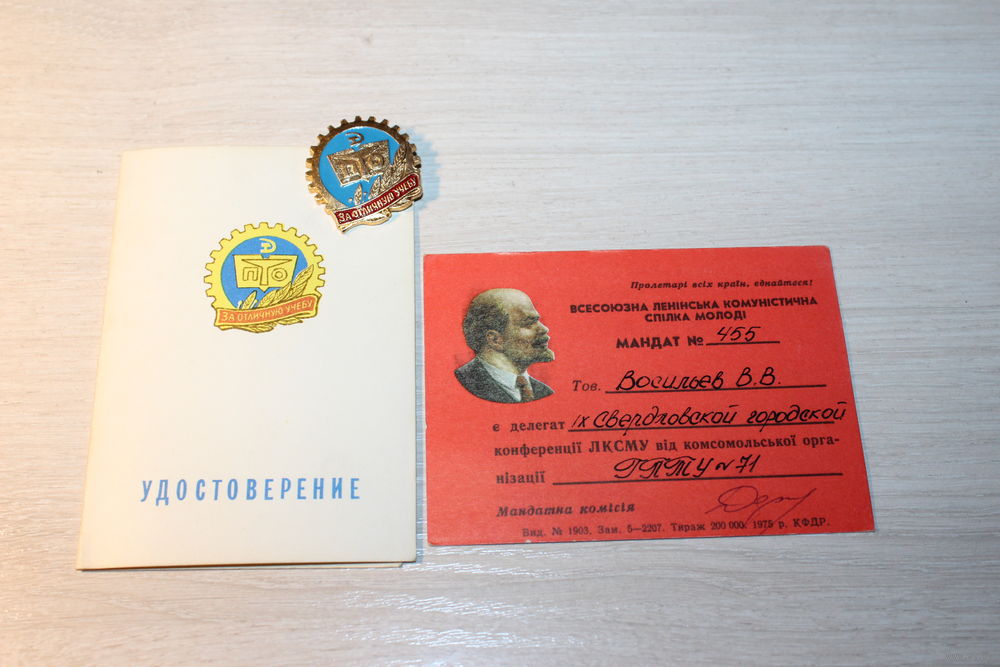 ПТО
ЗА ОТЛИЧНУЮ УЧЕБУ
ПТО
ЗА ОТЛИЧНУЮ УЧЕБУ
УДОСТОВЕРЕНИЕ
Пролетарі всіх країн, єднайтеся!
ВСЕСОЮЗНА ЛЕНІНСЬКА КОМУНІСТИЧНА
СПІЛКА МОЛОДІ
МАНДАТ № 455
Тов. Васильев В.В.
є делегат IX Свердловской городской
конференції ЛКСМУ від комсомольської орга-
нізації ГПТУ №71
Мандатна комісія
Вид. № 1903, Зам. 5—2207. Тираж 200 000. 1975 р. КФДР.